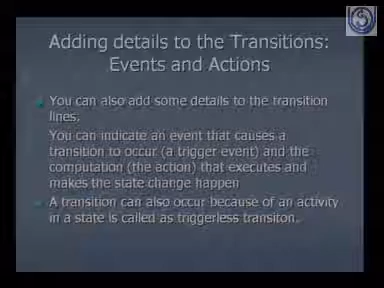 Adding details to the Transitions:
Events and Actions
You can also add some details to the transition
lines.
You can indicate an event that causes a
transition to occur (a trigger event) and the
computation (the action) that executes and
makes the state change happen
A transition can also occur because of an activity
in a state is called as triggerless transiton.